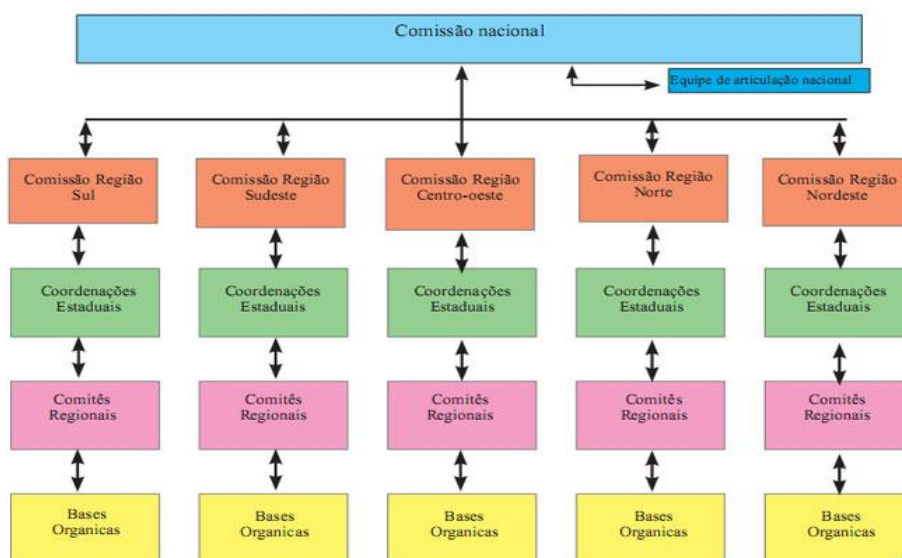 Comissão nacional
Equipe de articulação nacional
Comissão Região
Sul
Comissão Região
Sudeste
Comissão Região
Centro-oeste
Comissão Região
Norte
Comissão Região
Nordeste
Coordenações
Estaduais
Coordenações
Estaduais
Coordenações
Estaduais
Coordenações
Estaduais
Coordenações
Estaduais
Comitês
Regionais
Comitês
Regionais
Comitês
Regionais
Comitês
Regionais
Comitês
Regionais
Bases
Organicas
Bases
Organicas
Bases
Organicas
Bases
Organicas
Bases
Organicas